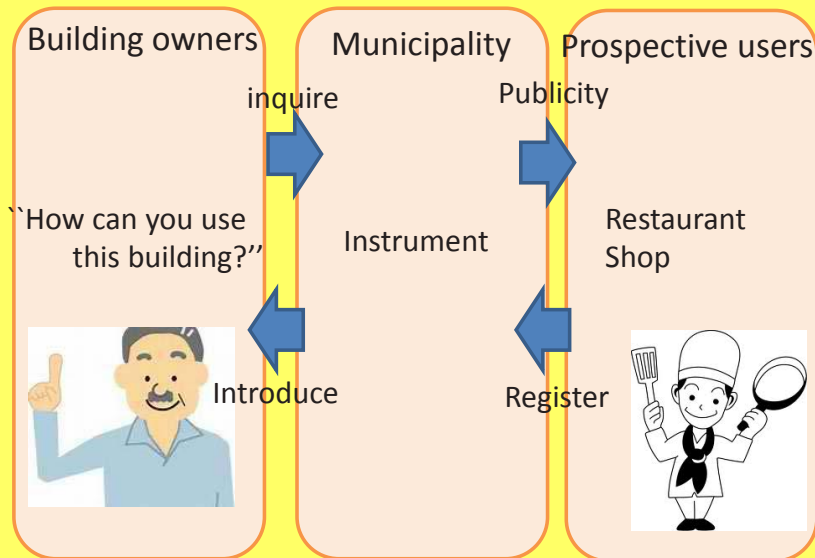 Building owners
Municipality
Prospective users
inquire
Publicity
``How can you use
this building?’’
Instrument
Restaurant
Shop
Introduce
Register